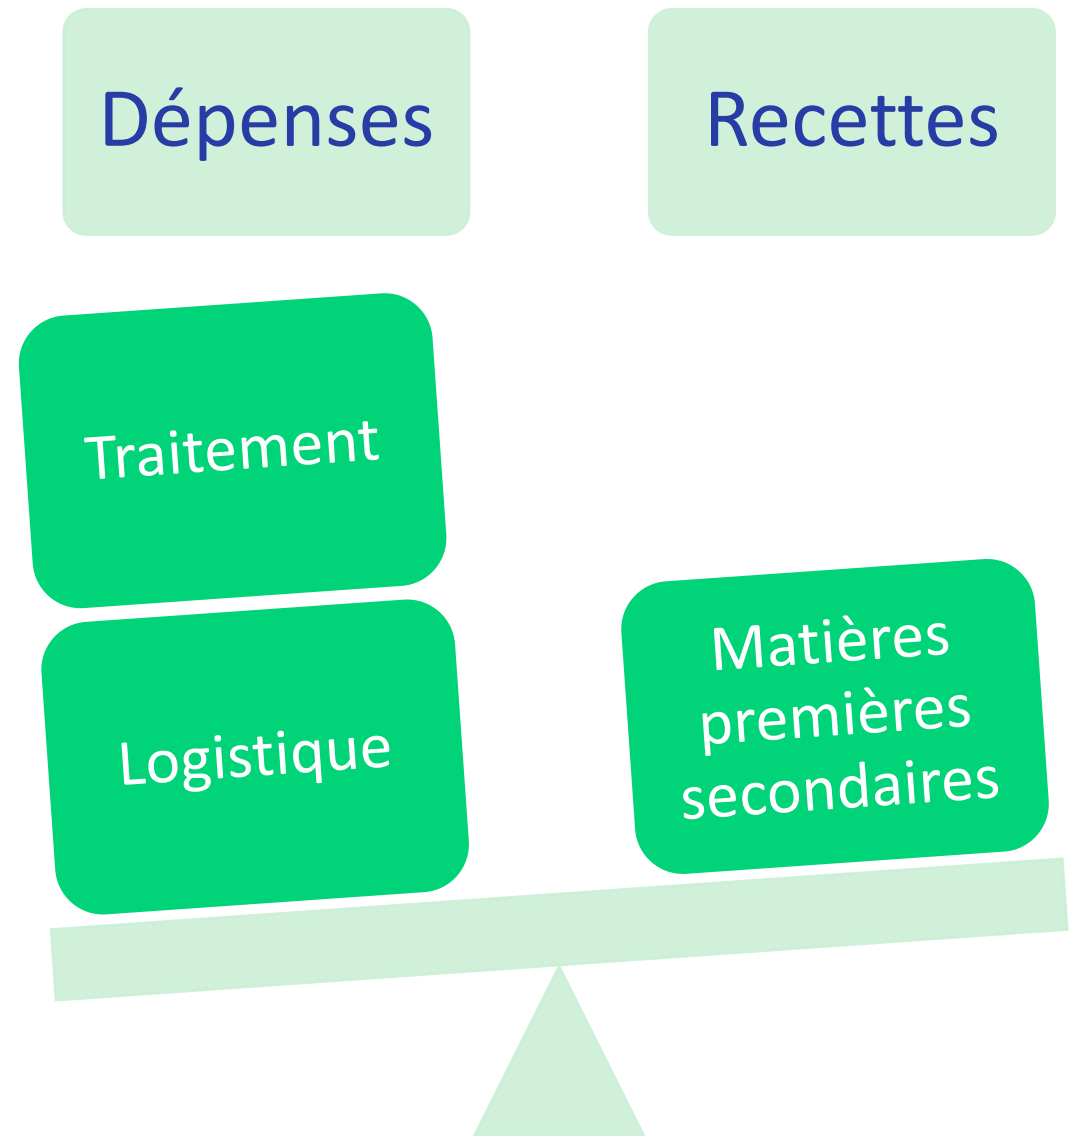 Dépenses
Recettes
Traitement
Logistique
Matières
premières
secondaires